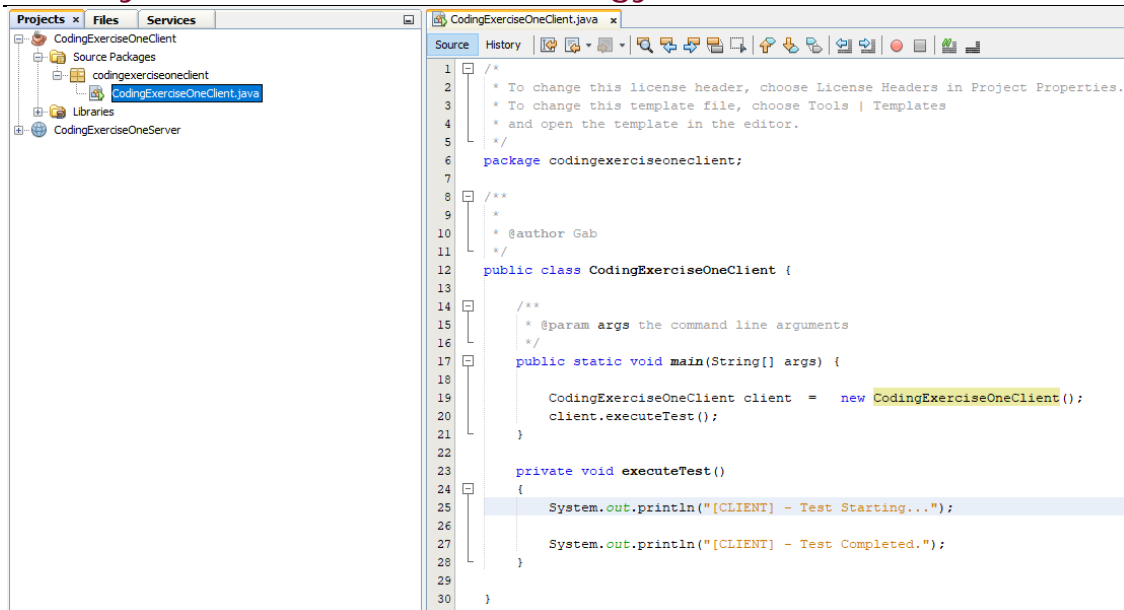 Projects × Files Services
CodingExerciseOneClient
Source Packages
codingexerciseoneclient
CodingExerciseOneClient.java
Libraries
CodingExerciseOneServer
CodingExerciseOneClient.java ×
Source History
1 /*
2 * To change this license header, choose License Headers in Project Properties.
3 * To change this template file, choose Tools | Templates
4 * and open the template in the editor.
5 */
6 package codingexerciseoneclient;
7
8 /**
9 *
10 * @author Gab
11 */
12 public class CodingExerciseOneClient {
13
14 /**
15 * @param args the command line arguments
16 */
17 public static void main(String[] args) {
18
19 CodingExerciseOneClient client = new CodingExerciseOneClient();
20 client.executeTest();
21 }
22
23 private void executeTest()
24 {
25 System.out.println("[CLIENT] - Test Starting...");
26
27 System.out.println("[CLIENT] - Test Completed.");
28 }
29
30 }